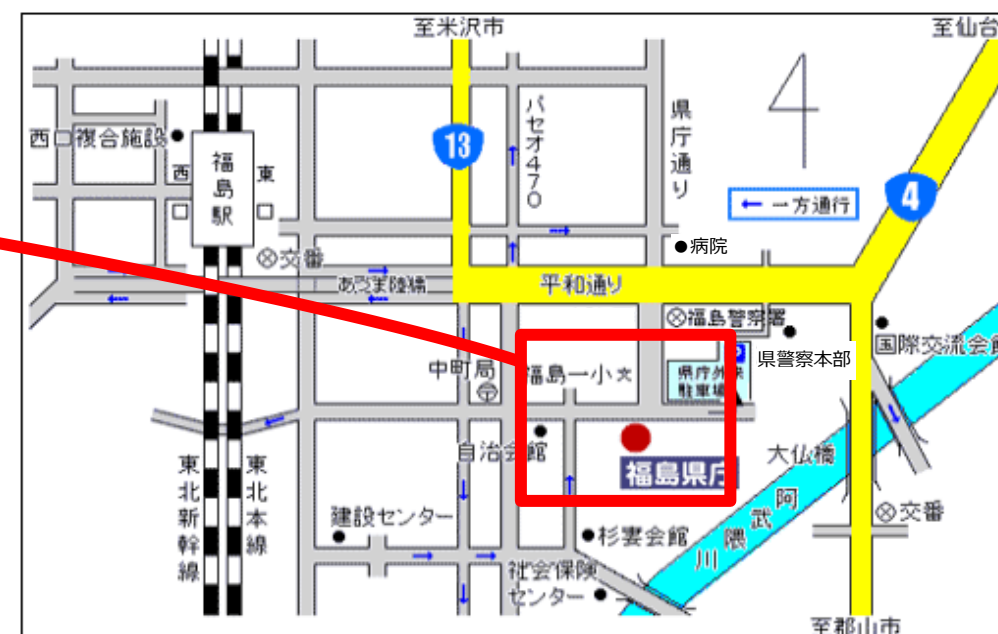 至米沢市
至仙台
13
パセオ470
県庁通り
4
← 一方通行
西口複合施設
西口
福島駅
東口
交番
病院
あづま陸橋
平和通り
福島警察署
県警察本部
国際交流会館
中町局
福島一小
文
P
県庁外来
駐車場
自治会館
福島県庁
大仏橋
東北新幹線
東北本線
建設センター
杉妻会館
阿武隈川
交番
社会保険
センター
至郡山市